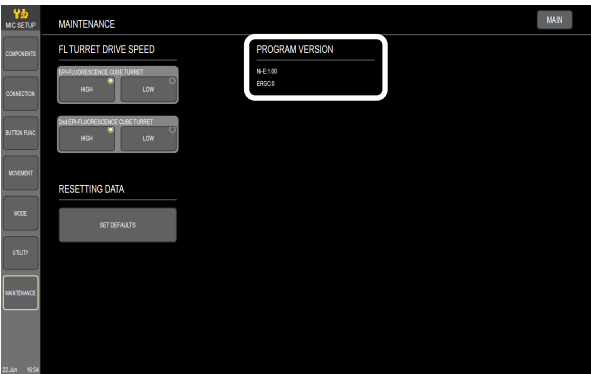 MIC SETUP
MAINTENANCE
MAIN
COMPONENTS
CONNECTION
BUTTON FUNC
MOVEMENT
MODE
UTILITY
MAINTENANCE
22.Jun 16:54
FL TURRET DRIVE SPEED
EPI-FLUORESCENCE CUBE TURRET
HIGH
LOW
2nd EPI-FLUORESCENCE CUBE TURRET
HIGH
LOW
RESETTING DATA
SET DEFAULTS
PROGRAM VERSION
Ni-E:1.00
ERGC:0